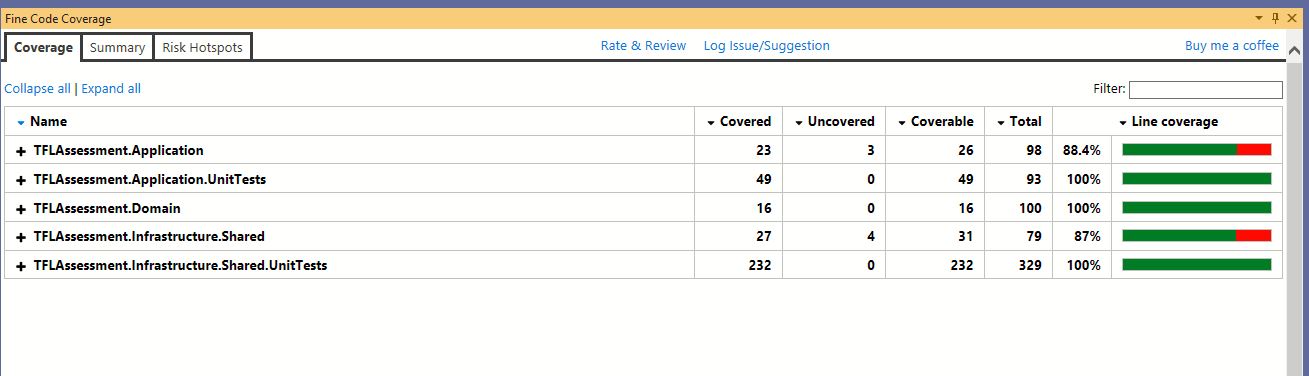 Fine Code Coverage
Coverage Summary Risk Hotspots Rate & Review Log Issue/Suggestion Buy me a coffee
Collapse all | Expand all Filter:
Name Covered Uncovered Coverable Total Line coverage
TFLAssessment.Application 23 3 26 98 88.4%
TFLAssessment.Application.UnitTests 49 0 49 93 100%
TFLAssessment.Domain 16 0 16 100 100%
TFLAssessment.Infrastructure.Shared 27 4 31 79 87%
TFLAssessment.Infrastructure.Shared.UnitTests 232 0 232 329 100%